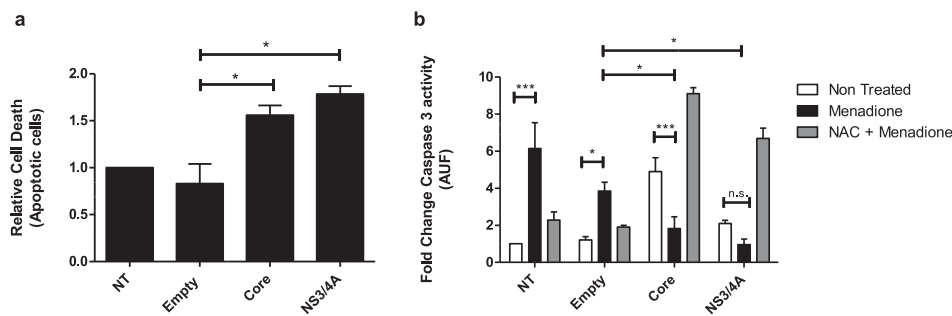 a
Relative Cell Death
(Apoptotic cells)
2.0
1.5
1.0
0.5
0.0
*
*
NT
Empty
Core
NS3/4A
b
Fold Change Caspase 3 activity
(AUF)
10
8
6
4
2
0
*
*
***
*
***
n.s.
NT
Empty
Core
NS3/4A
Non Treated
Menadione
NAC + Menadione